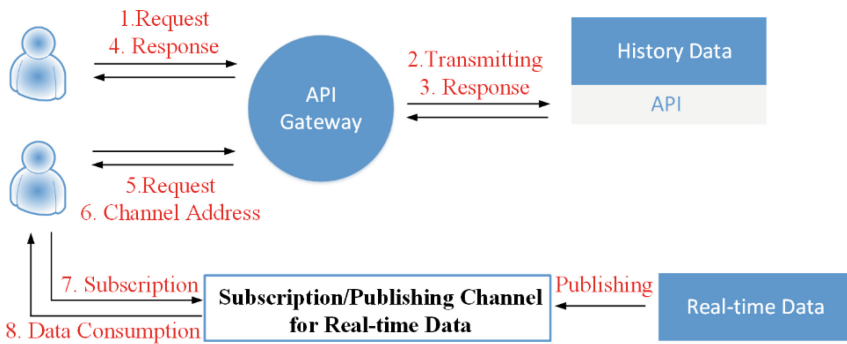 1.Request
4. Response
API
Gateway
2.Transmitting
3. Response
History Data
API
5.Request
6. Channel Address
7. Subscription
8. Data Consumption
Subscription/Publishing Channel
for Real-time Data
Publishing
Real-time Data